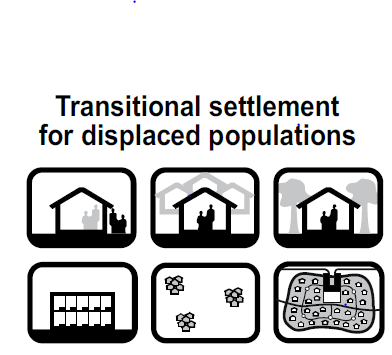 Transitional settlement
for displaced populations